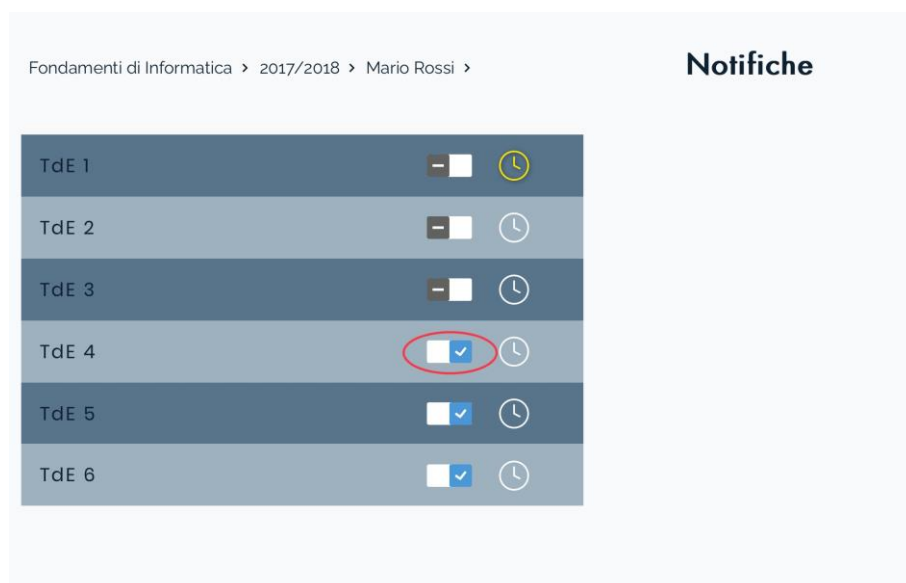 Fondamenti di Informatica > 2017/2018 > Mario Rossi >
Notifiche
TdE 1
TdE 2
TdE 3
TdE 4
TdE 5
TdE 6